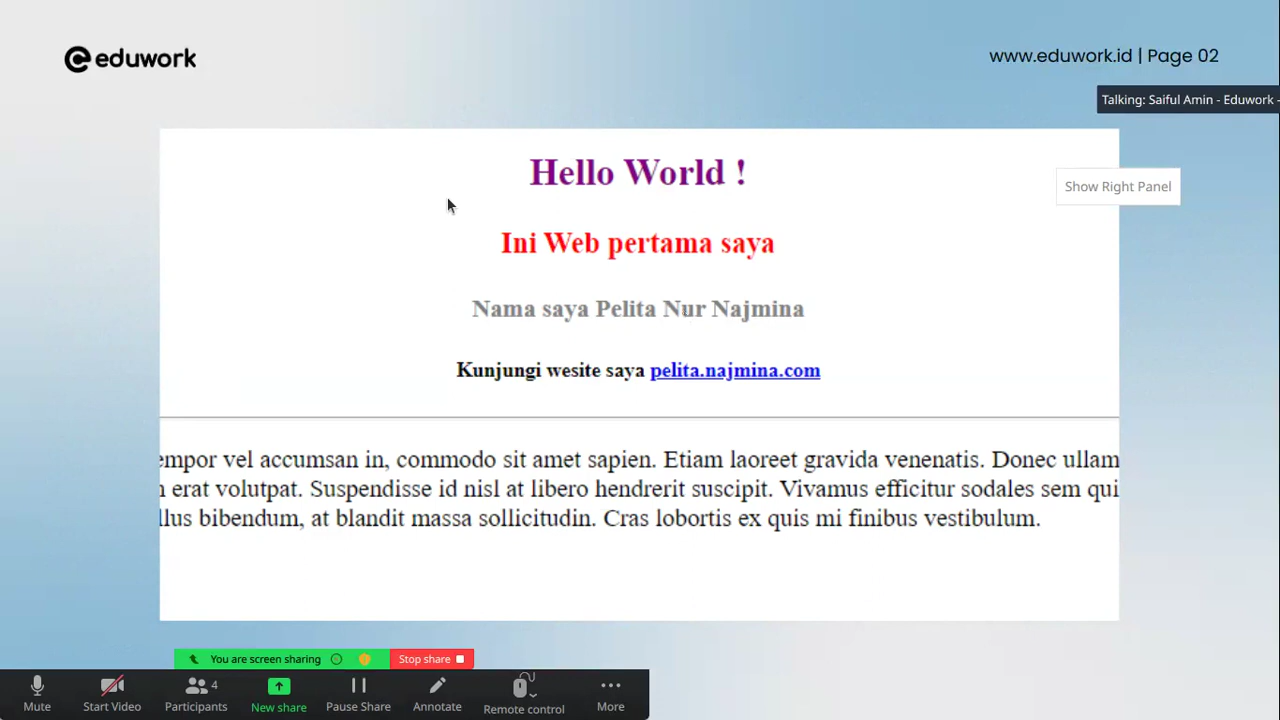 eduwork
www.eduwork.id | Page 02
Talking: Saiful Amin - Eduwork -
Hello World !
Show Right Panel
Ini Web pertama saya
Nama saya Pelita Nur Najmina
Kunjungi wesite saya pelita.najmina.com
empor vel accumsan in, commodo sit amet sapien. Etiam laoreet gravida venenatis. Donec ullam
erat volutpat. Suspendisse id nisl at libero hendrerit suscipit. Vivamus efficitur sodales sem qui
llus bibendum, at blandit massa sollicitudin. Cras lobortis ex quis mi finibus vestibulum.
You are screen sharing Stop share
4
Mute Start Video Participants New share Pause Share Annotate Remote control More